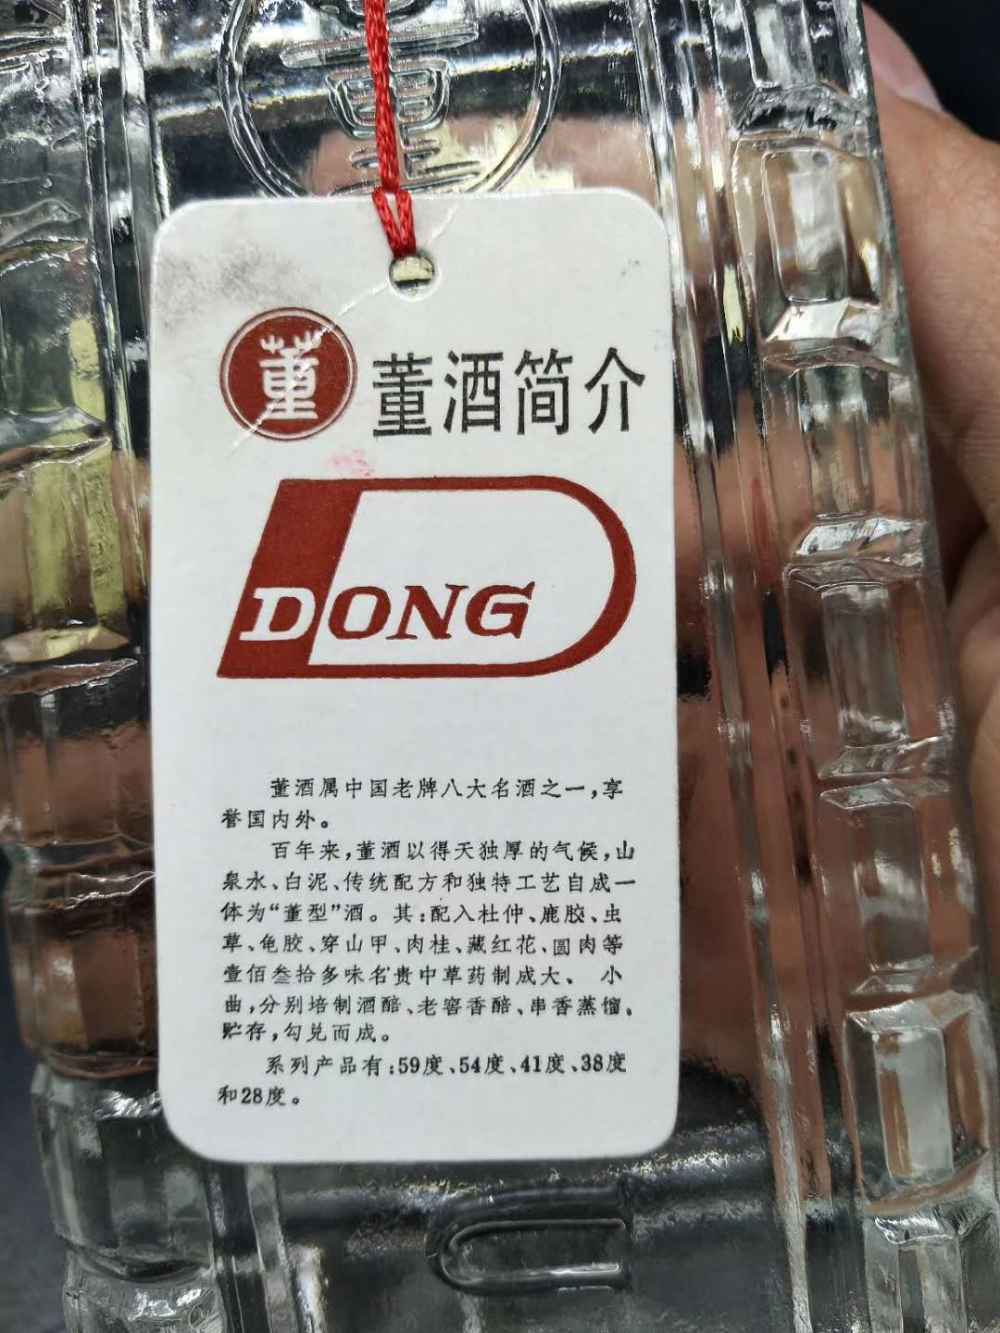 董
董
董酒简介
DONG
董酒属中国老牌八大名酒之一,享
誉国内外。
百年来,董酒以得天独厚的气候,山
泉水、白泥、传统配方和独特工艺自成一
体为“董型”酒。其:配入杜仲、鹿胶、虫
草、龟胶、穿山甲、肉桂、藏红花、圆肉等
壹佰叁拾多味名贵中草药制成大、 小
曲,分别培制酒醅、老窖香醅、串香蒸馏,
贮存,勾兑而成。
系列产品有:59度、54度、41度、38度
和28度。